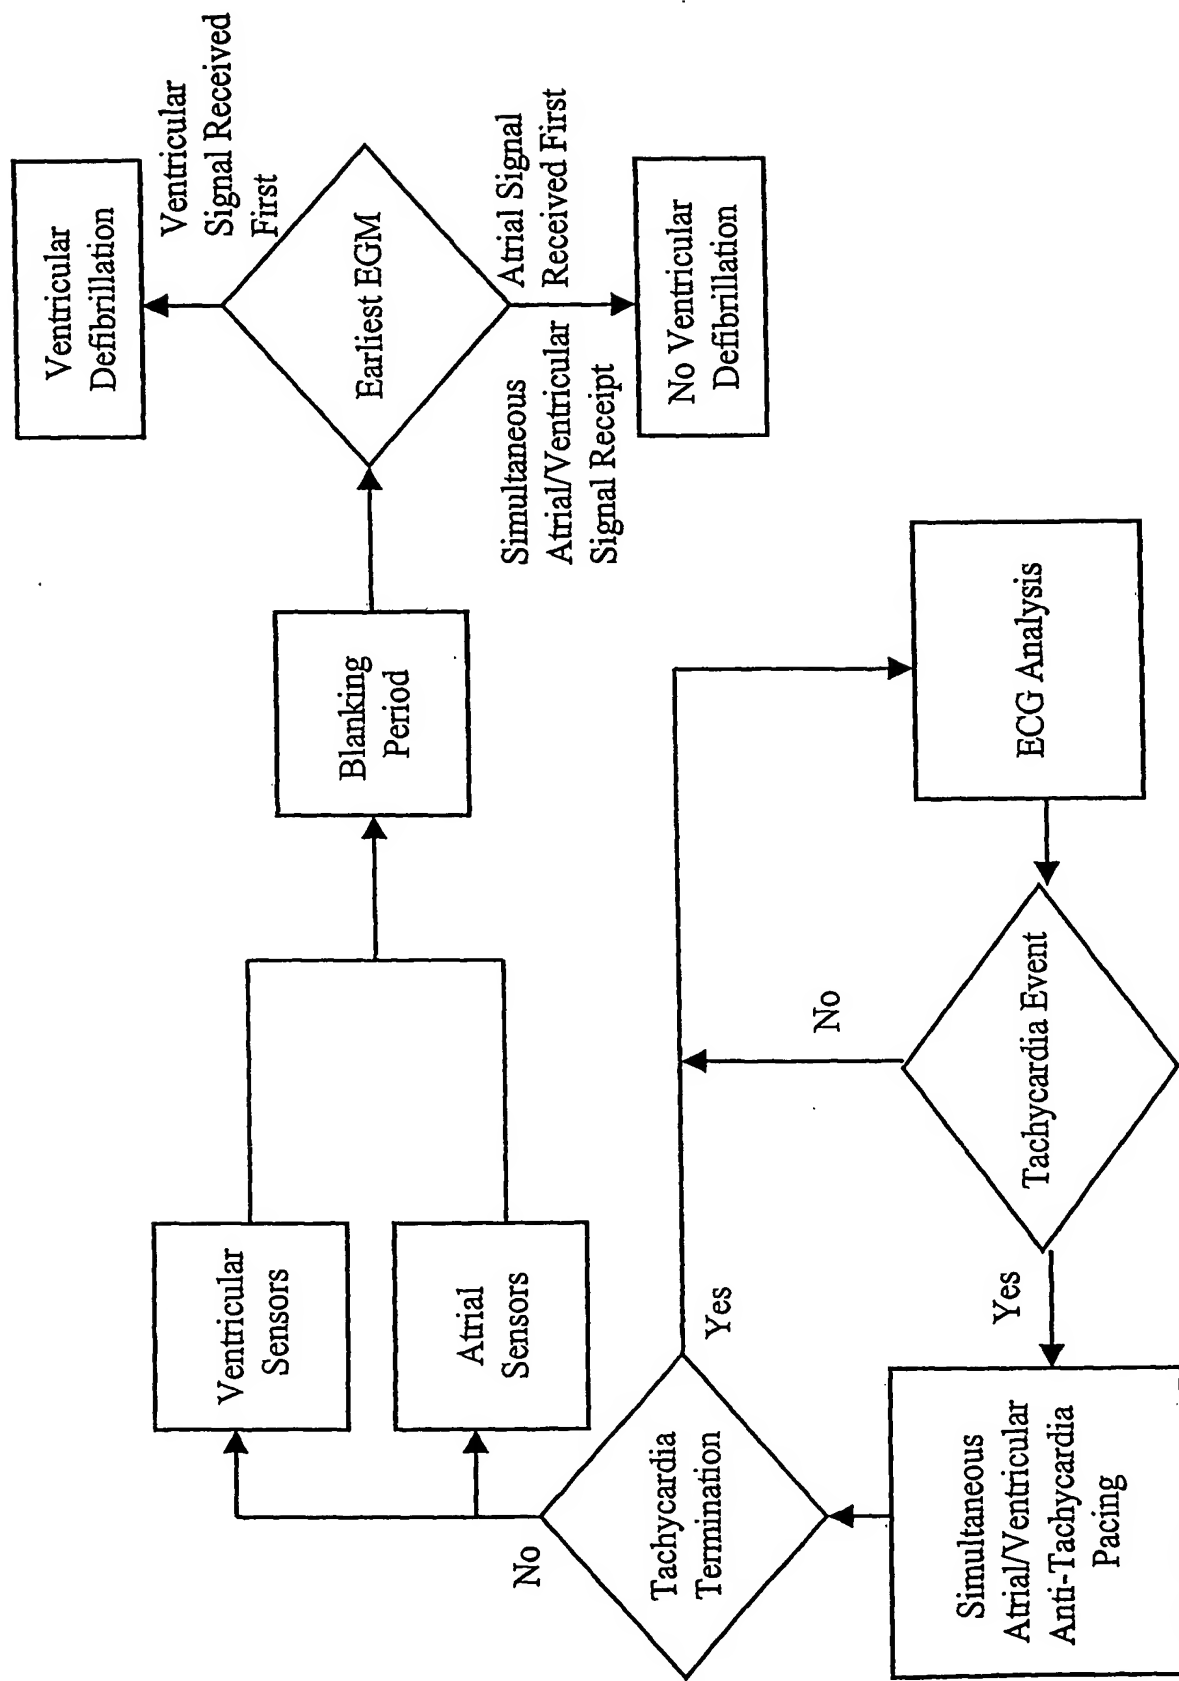 ECG Analysis
Tachycardia Event
No
Yes
Simultaneous
Atrial/Ventricular
Anti-Tachycardia
Pacing
Tachycardia
Termination
Yes
No
Ventricular
Sensors
Atrial
Sensors
Blanking
Period
Earliest EGM
Ventricular
Signal Received
First
Ventricular
Defibrillation
Simultaneous
Atrial/Ventricular
Signal Receipt
Atrial Signal
Received First
No Ventricular
Defibrillation